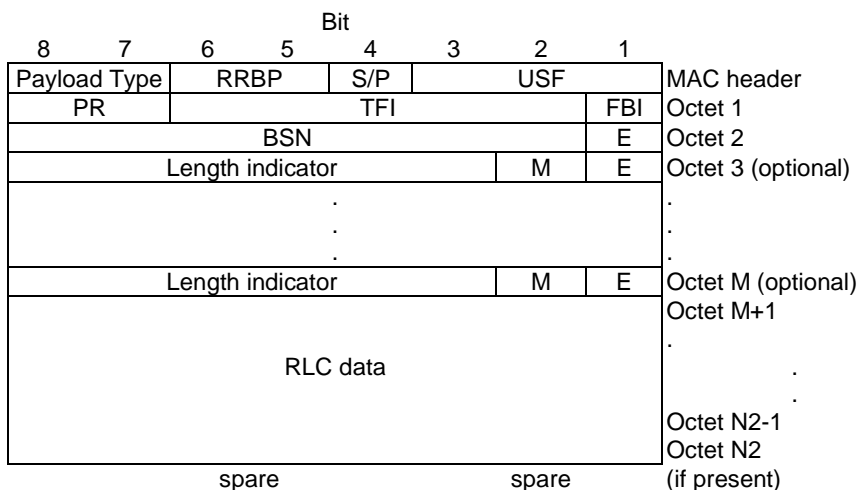 Bit
8 7 6 5 4 3 2 1
Payload Type RRBP S/P USF MAC header
PR TFI FBI Octet 1
BSN E Octet 2
Length indicator M E Octet 3 (optional)
. .
. .
. .
Length indicator M E Octet M (optional)
Octet M+1
.
RLC data .
.
Octet N2-1
Octet N2
spare spare (if present)